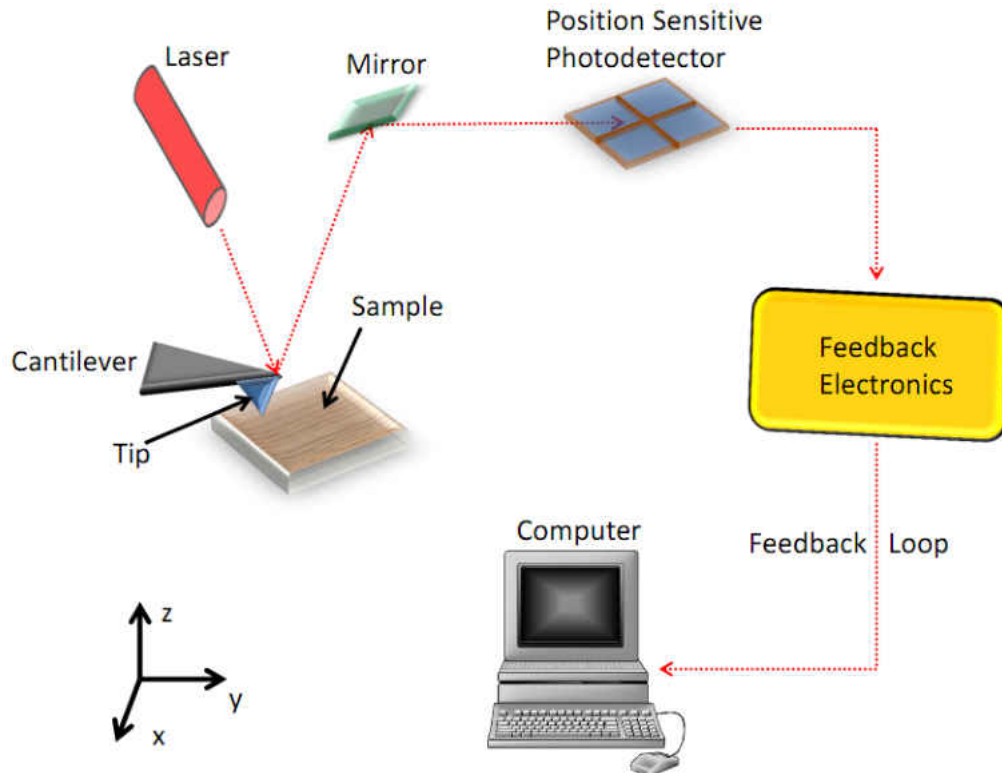 Position Sensitive
Photodetector
Laser
Mirror
Sample
Cantilever
Tip
Feedback
Electronics
Computer
Feedback Loop
z
y
x